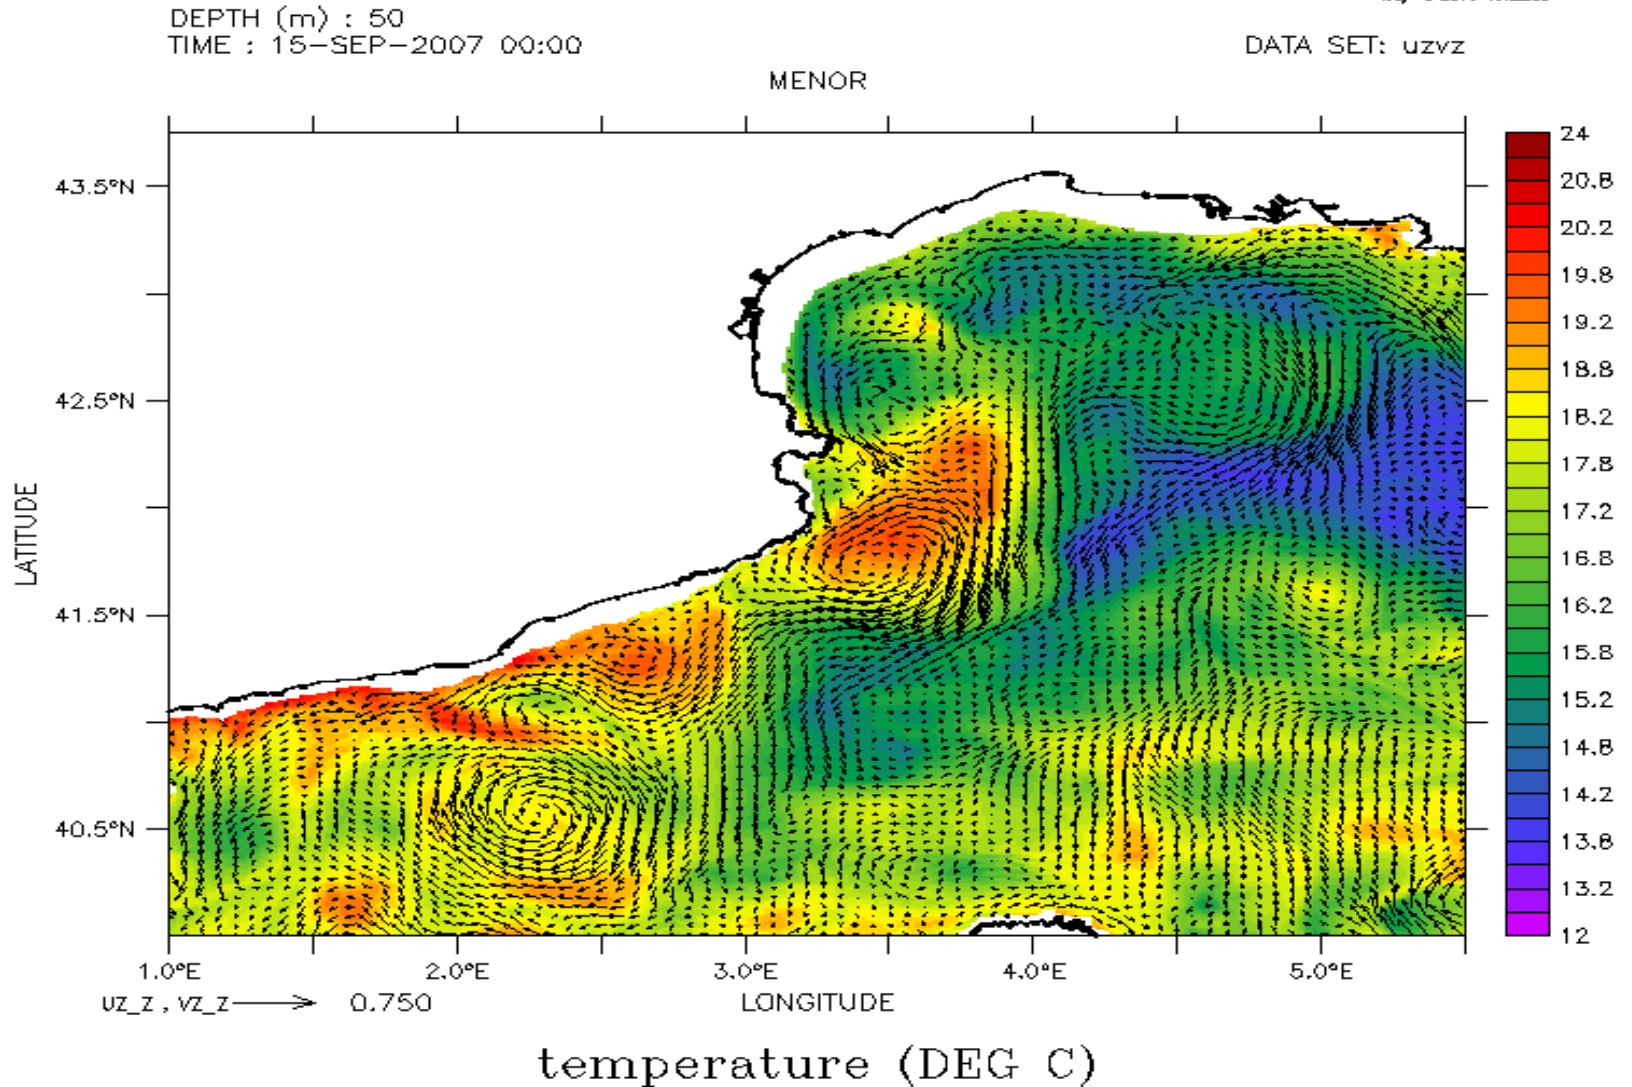 DEPTH (m) : 50
TIME : 15-SEP-2007 00:00
DATA SET: uzvz
MENOR
24
20.8
20.2
19.8
19.2
18.8
18.2
17.8
17.2
16.8
16.2
15.8
15.2
14.8
14.2
13.8
13.2
12
43.5°N
42.5°N
41.5°N
40.5°N
LATITUDE
1.0°E 2.0°E 3.0°E 4.0°E 5.0°E
UZ_Z , VZ_Z 0.750
LONGITUDE
temperature (DEG C)